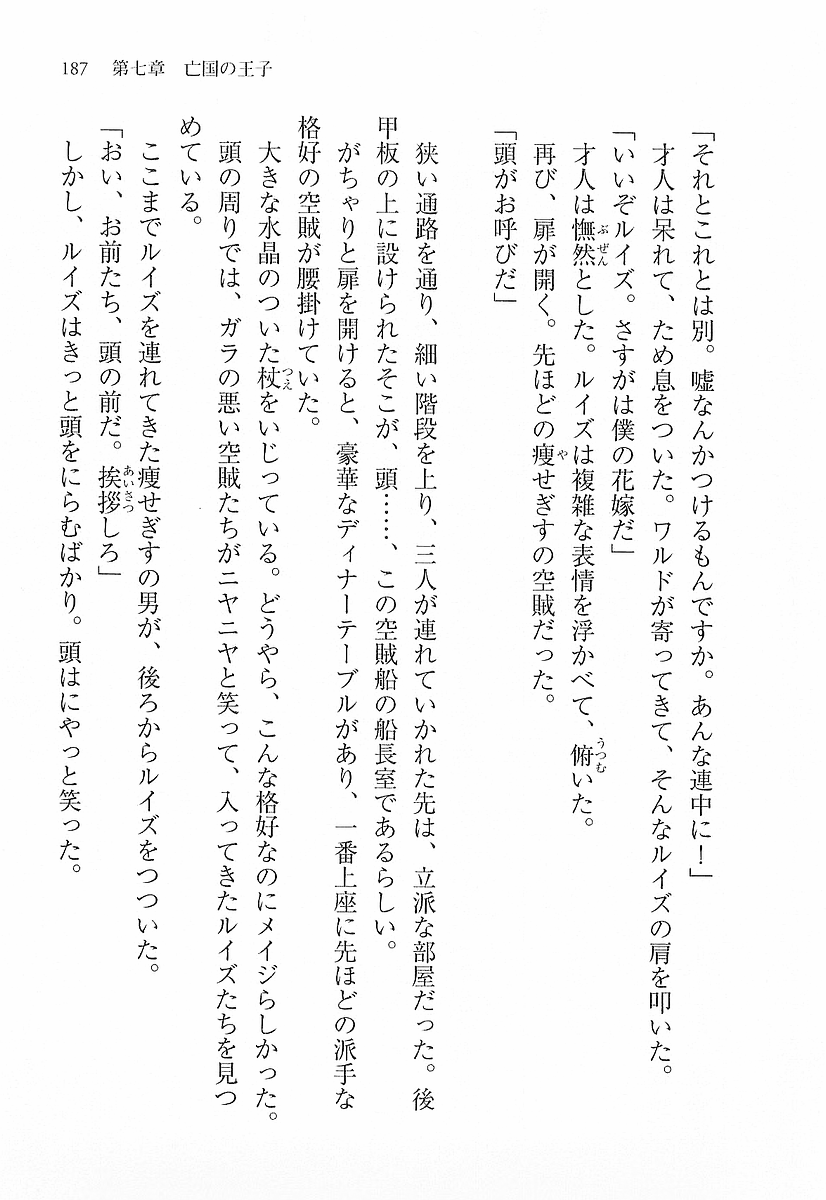 187　第七章　亡国の王子
「それとこれとは別。嘘なんかつけるもんですか。あんな連中に！」
才人は呆れて、ため息をついた。ワルドが寄ってきて、そんなルイズの肩を叩いた。
「いいぞルイズ。さすがは僕の花嫁だ」
才人は憮然とした。ルイズは複雑な表情を浮かべて、俯いた。
再び、扉が開く。先ほどの痩せぎすの空賊だった。
「頭がお呼びだ」
狭い通路を通り、細い階段を上り、三人が連れていかれた先は、立派な部屋だった。後
甲板の上に設けられたそこが、頭……、この空賊船の船長室であるらしい。
がちゃりと扉を開けると、豪華なディナーテーブルがあり、一番上座に先ほどの派手な
格好の空賊が腰掛けていた。
大きな水晶のついた杖をいじっている。どうやら、こんな格好なのにメイジらしかった。
頭の周りでは、ガラの悪い空賊たちがニヤニヤと笑って、入ってきたルイズたちを見つ
めている。
ここまでルイズを連れてきた痩せぎすの男が、後ろからルイズをつついた。
「おい、お前たち、頭の前だ。挨拶しろ」
しかし、ルイズはきっと頭をにらむばかり。頭はにやっと笑った。